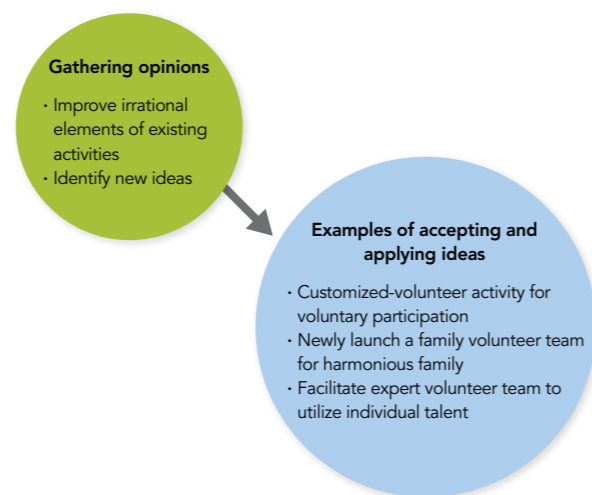 Gathering opinions
· Improve irrational
elements of existing
activities
· Identify new ideas
Examples of accepting and
applying ideas
· Customized-volunteer activity for
voluntary participation
· Newly launch a family volunteer team
for harmonious family
· Facilitate expert volunteer team to
utilize individual talent